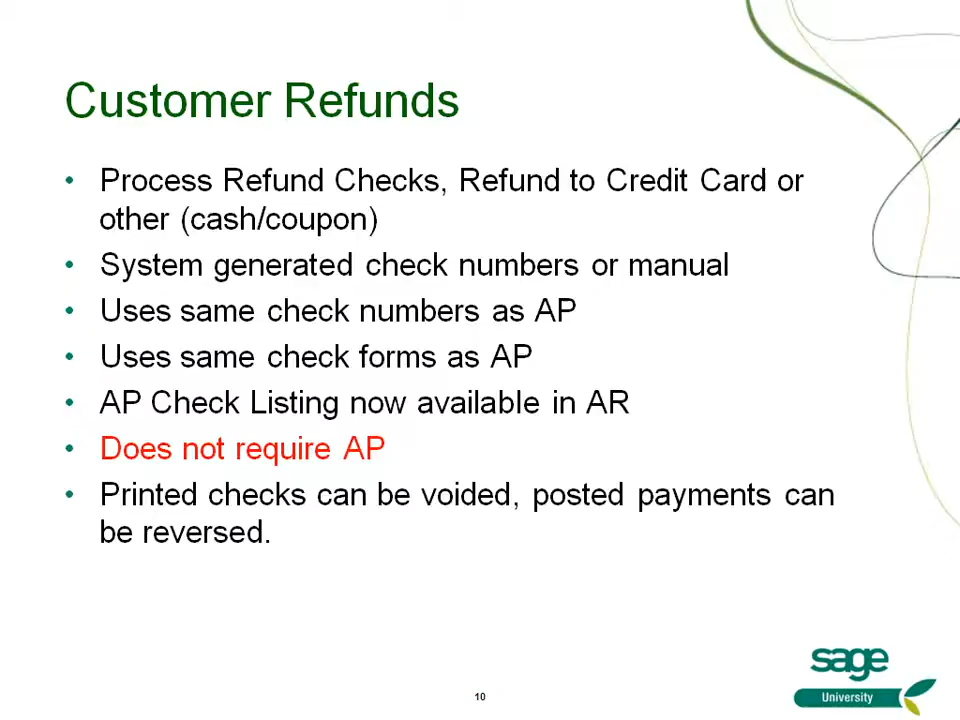 Customer Refunds
• Process Refund Checks, Refund to Credit Card or
other (cash/coupon)
• System generated check numbers or manual
• Uses same check numbers as AP
• Uses same check forms as AP
• AP Check Listing now available in AR
• Does not require AP
• Printed checks can be voided, posted payments can
be reversed.
sage
University
10